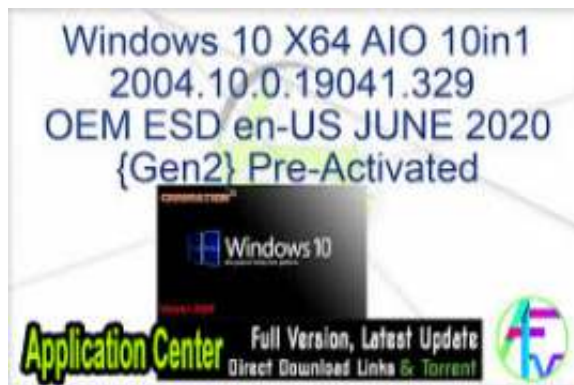 Windows 10 X64 AIO 10in1
2004.10.0.19041.329
OEM ESD en-US JUNE 2020
{Gen2} Pre-Activated
Windows 10
Application Center
Full Version, Latest Update
Direct Download Links & Torrent